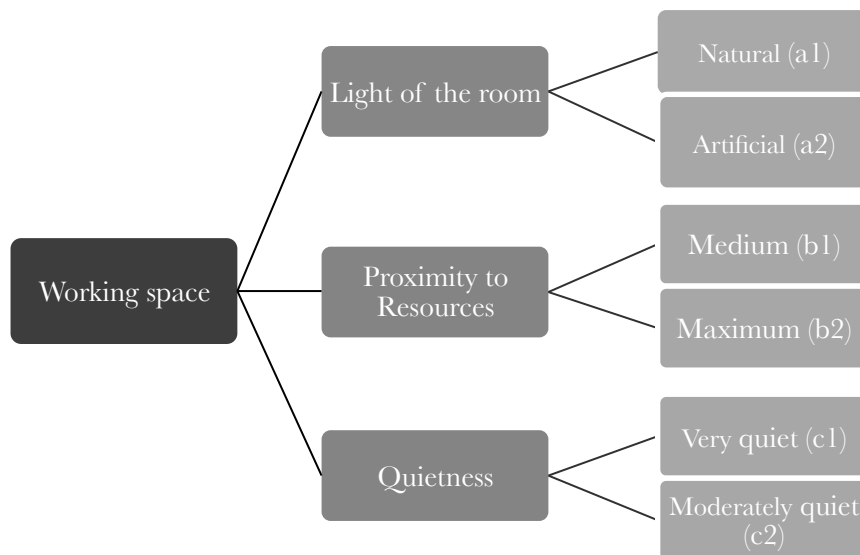 Natural (a1)
Light of the room
Artificial (a2)
Medium (b1)
Working space
Proximity to
Resources
Maximum (b2)
Very quiet (c1)
Quietness
Moderately quiet
(c2)